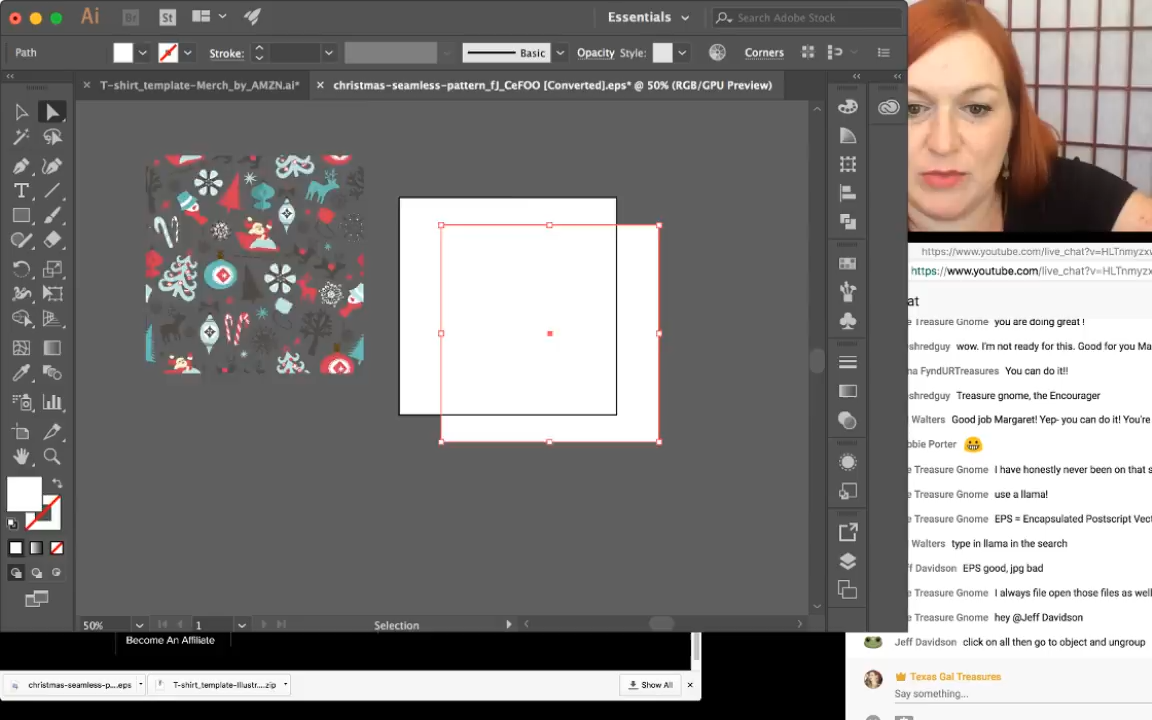 Ai Br St Essentials Search Adobe Stock
Path Stroke: Basic Opacity Style: Corners
T-shirt_template-Merch_by_AMZN.ai* christmas-seamless-pattern_fJ_CeFOO [Converted].eps* @ 50% (RGB/GPU Preview)
T
50% 1 Selection
Become An Affiliate
christmas-seamless-p....eps T-shirt_template-Illustr....zip Show All
https://www.youtube.com/live_chat?v=HLTnmyzx
https://www.youtube.com/live_chat?v=HLTnmyzxv
at
e Treasure Gnome you are doing great !
shredguy wow. I'm not ready for this. Good for you Ma
na FyndURTreasures You can do it!!
shredguy Treasure gnome, the Encourager
Walters Good job Margaret! Yep- you can do it! You're
bbie Porter
e Treasure Gnome I have honestly never been on that s
e Treasure Gnome use a llama!
e Treasure Gnome EPS = Encapsulated Postscript Vect
Walters type in llama in the search
eff Davidson EPS good, jpg bad
e Treasure Gnome I always file open those files as well
e Treasure Gnome hey @Jeff Davidson
Jeff Davidson click on all then go to object and ungroup
Texas Gal Treasures
Say something...